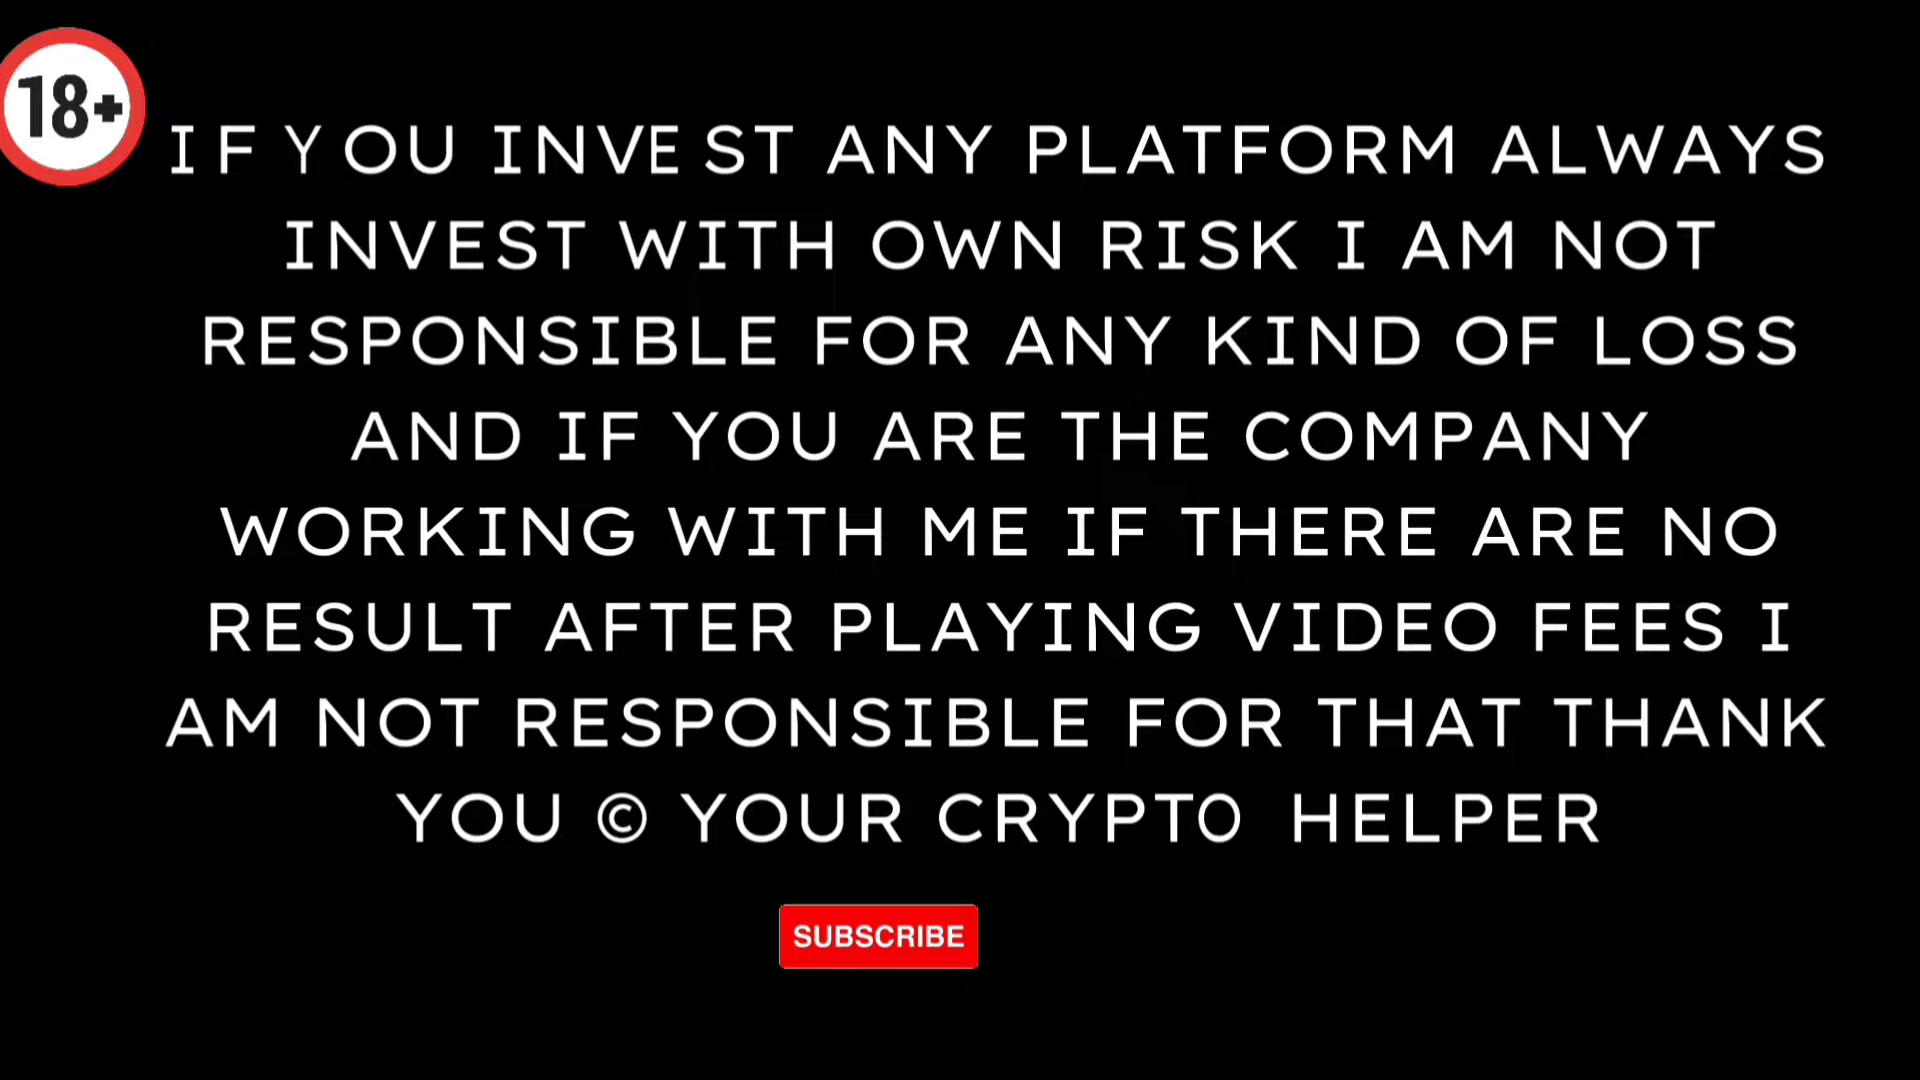 18+
IF YOU INVEST ANY PLATFORM ALWAYS
INVEST WITH OWN RISK I AM NOT
RESPONSIBLE FOR ANY KIND OF LOSS
AND IF YOU ARE THE COMPANY
WORKING WITH ME IF THERE ARE NO
RESULT AFTER PLAYING VIDEO FEES I
AM NOT RESPONSIBLE FOR THAT THANK
YOU © YOUR CRYPTO HELPER
SUBSCRIBE